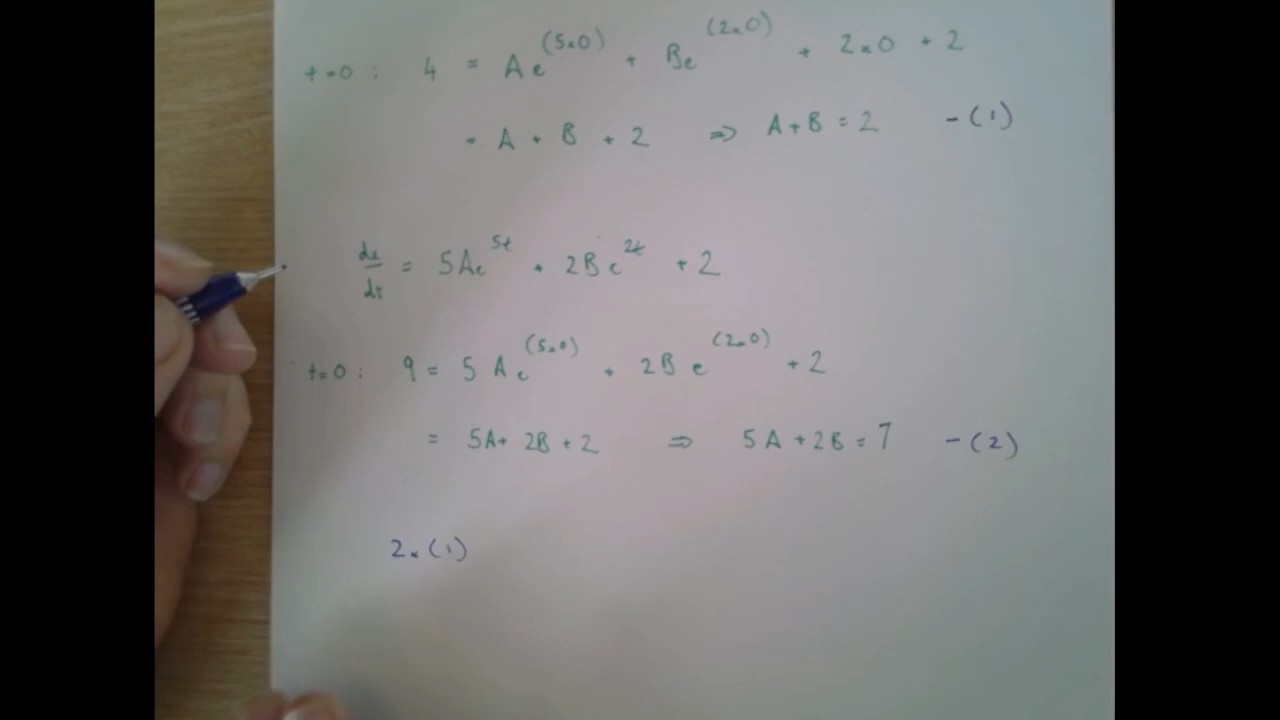 t=0 : 4 = Ae^(5×0) + Be^(2×0) + 2×0 + 2
= A + B + 2 ⇒ A+B = 2 -(1)
dx/dt = 5Ae^5t + 2Be^2t + 2
t=0 : 9 = 5Ae^(5×0) + 2Be^(2×0) + 2
= 5A+ 2B + 2 ⇒ 5A + 2B = 7 -(2)
2×(1)